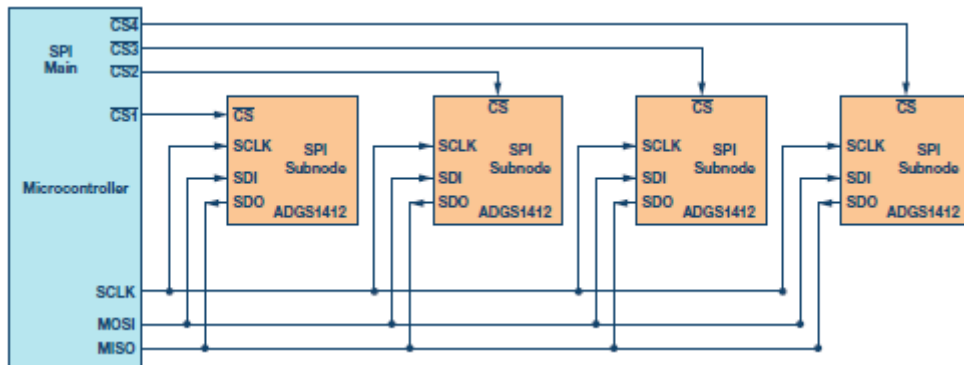 CS4
SPI
Main
CS3
CS2
CS1
Microcontroller
SCLK
MOSI
MISO
CS
SCLK
SPI
Subnode
SDI
SDO
ADGS1412
CS
SCLK
SPI
Subnode
SDI
SDO
ADGS1412
CS
SCLK
SPI
Subnode
SDI
SDO
ADGS1412
CS
SCLK
SPI
Subnode
SDI
SDO
ADGS1412